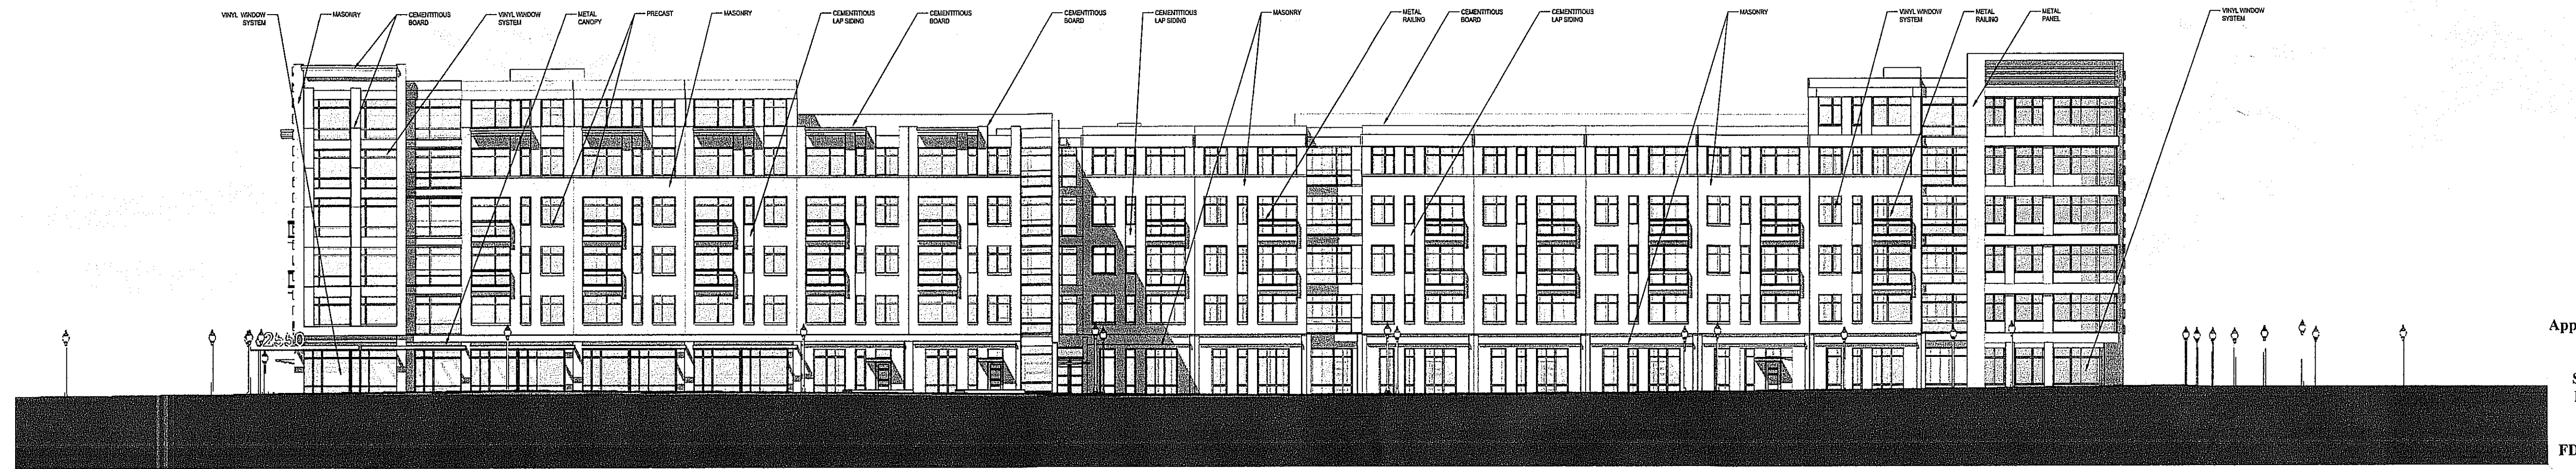 VINYL WINDOW
SYSTEM
MASONRY
CEMENTITIOUS
BOARD
VINYL WINDOW
SYSTEM
METAL
CANOPY
PRECAST
MASONRY
CEMENTITIOUS
LAP SIDING
CEMENTITIOUS
BOARD
CEMENTITIOUS
BOARD
CEMENTITIOUS
LAP SIDING
MASONRY
METAL
RAILING
CEMENTITIOUS
BOARD
CEMENTITIOUS
LAP SIDING
MASONRY
VINYL WINDOW
SYSTEM
METAL
RAILING
METAL
PANEL
VINYL WINDOW
SYSTEM
App
S
FD